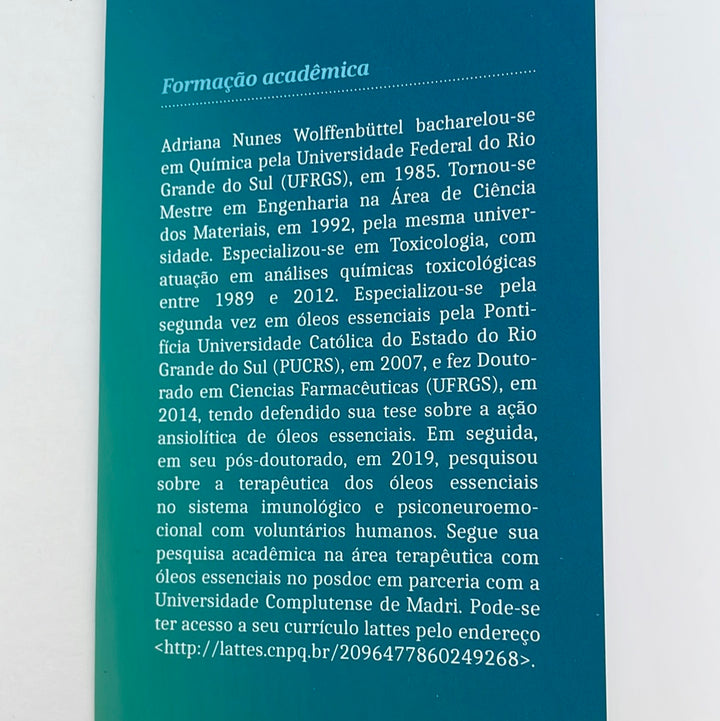 Formação acadêmica
Adriana Nunes Wolffenbüttel bacharelou-se
em Química pela Universidade Federal do Rio
Grande do Sul (UFRGS), em 1985. Tornou-se
Mestre em Engenharia na Área de Ciência
dos Materiais, em 1992, pela mesma univer-
sidade. Especializou-se em Toxicologia, com
atuação em análises químicas toxicológicas
entre 1989 e 2012. Especializou-se pela
segunda vez em óleos essenciais pela Ponti-
fícia Universidade Católica do Estado do Rio
Grande do Sul (PUCRS), em 2007, e fez Douto-
rado em Ciencias Farmacêuticas (UFRGS), em
2014, tendo defendido sua tese sobre a ação
ansiolítica de óleos essenciais. Em seguida,
em seu pós-doutorado, em 2019, pesquisou
sobre a terapêutica dos óleos essenciais
no sistema imunológico e psiconeuroemo-
cional com voluntários humanos. Segue sua
pesquisa acadêmica na área terapêutica com
óleos essenciais no posdoc em parceria com a
Universidade Complutense de Madri. Pode-se
ter acesso a seu currículo lattes pelo endereço
<http://lattes.cnpq.br/2096477860249268>.